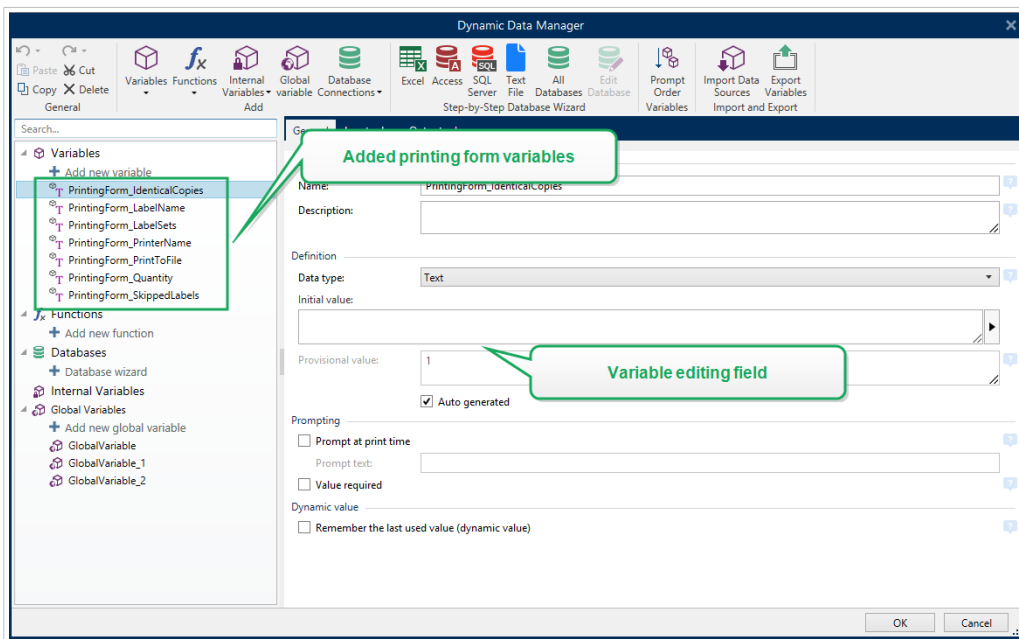 Dynamic Data Manager
Paste Cut
Copy Delete
General
Variables Functions Internal Variables Global variable Database Connections
Add
Excel Access SQL Server Text File All Databases Edit Database
Step-by-Step Database Wizard
Prompt Order
Variables
Import Data Sources Export Variables
Import and Export
Search...
Added printing form variables
Variables
Add new variable
PrintingForm_IdenticalCopies
PrintingForm_LabelName
PrintingForm_LabelSets
PrintingForm_PrinterName
PrintingForm_PrintToFile
PrintingForm_Quantity
PrintingForm_SkippedLabels
Functions
Add new function
Databases
Database wizard
Internal Variables
Global Variables
Add new global variable
GlobalVariable
GlobalVariable_1
GlobalVariable_2
Name: PrintingForm_IdenticalCopies
Description:
Definition
Data type: Text
Initial value:
Provisional value: 1
Variable editing field
Auto generated
Prompting
Prompt at print time
Prompt text:
Value required
Dynamic value
Remember the last used value (dynamic value)
OK Cancel